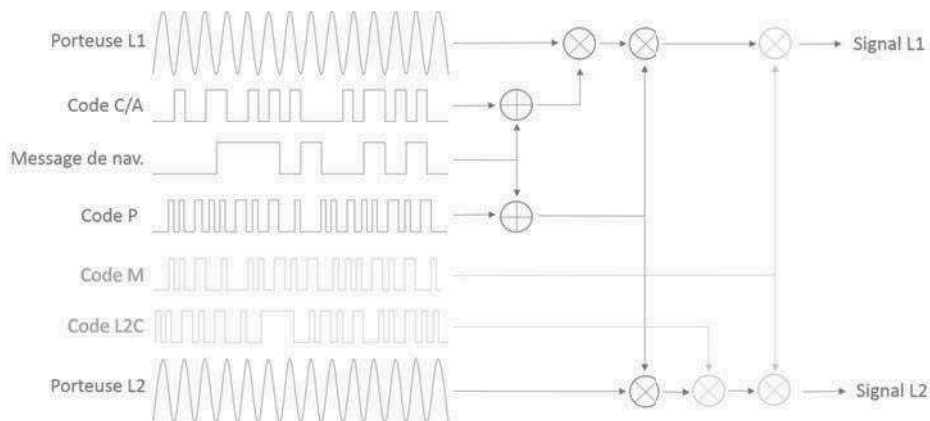 Porteuse L1
Signal L1
Code C/A
Message de nav.
Code P
Code M
Code L2C
Porteuse L2
Signal L2